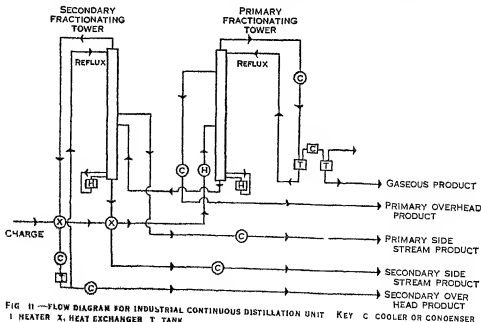 SECONDARY
FRACTIONATING
TOWER
PRIMARY
FRACTIONATING
TOWER
REFLUX
REFLUX
C
C
T
T
C
H
H
H
GASEOUS PRODUCT
PRIMARY OVERHEAD
PRODUCT
X
X
CHARGE
C
PRIMARY SIDE
STREAM PRODUCT
C
C
SECONDARY SIDE
STREAM PRODUCT
T
C
SECONDARY OVER
HEAD PRODUCT
FIG 11—FLOW DIAGRAM FOR INDUSTRIAL CONTINUOUS DISTILLATION UNIT KEY C COOLER OR CONDENSER
I HEATER X, HEAT EXCHANGER T TANK